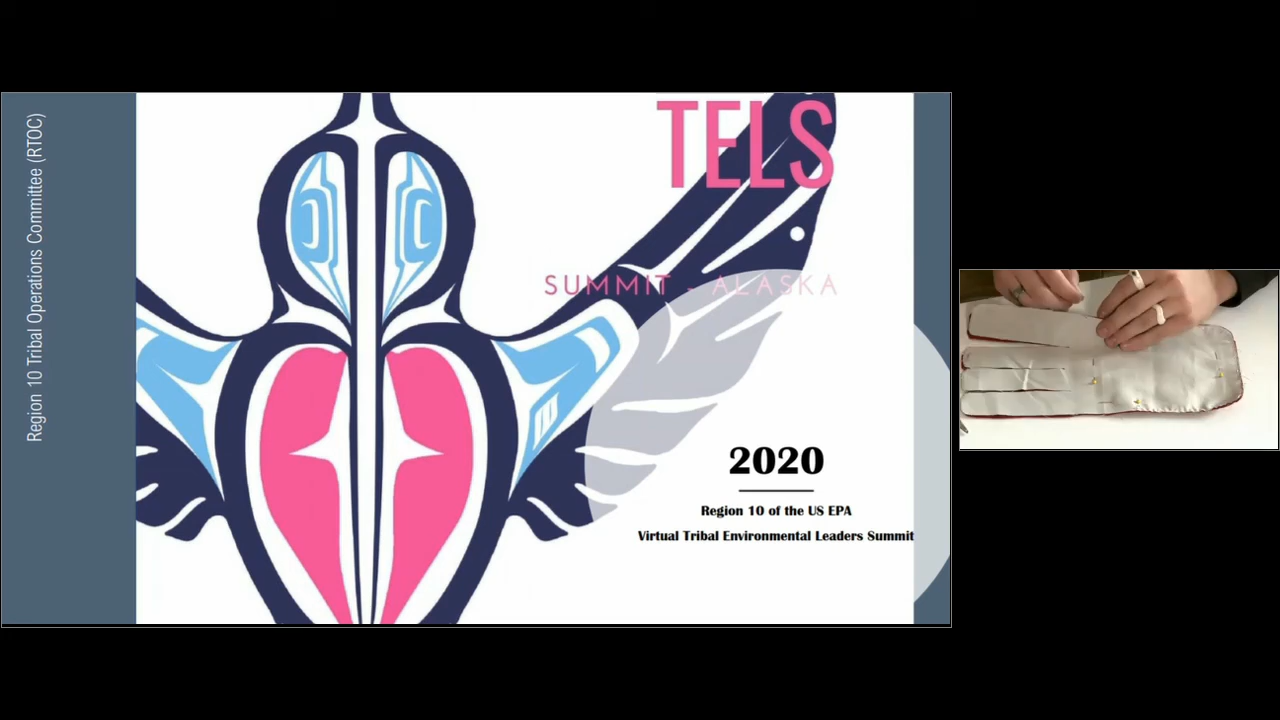 Region 10 Tribal Operations Committee (RTOC)
TELS
SUMMIT - ALASKA
2020
Region 10 of the US EPA
Virtual Tribal Environmental Leaders Summit